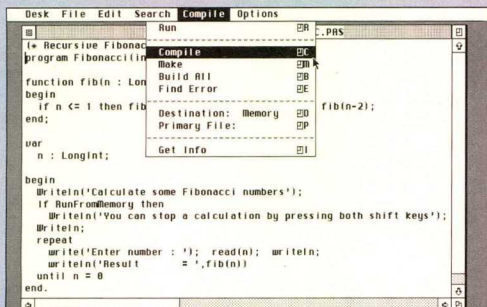 Desk File Edit Search Compile Options
Run R
C.PAS
Compile C
Make M
Build All B
Find Error E
Destination: Memory D
Primary File: P
Get Info I
(* Recursive Fibonac
program Fibonacci(in
function fib(n : Lon
begin
if n <= 1 then fib fib(n-2);
end;
var
n : LongInt;
begin
Writeln('Calculate some Fibonacci numbers');
If RunFromMemory then
Writeln('You can stop a calculation by pressing both shift keys');
Writeln;
repeat
write('Enter number : '); read(n); writeln;
writeln('Result = ',fib(n))
until n = 0
end.